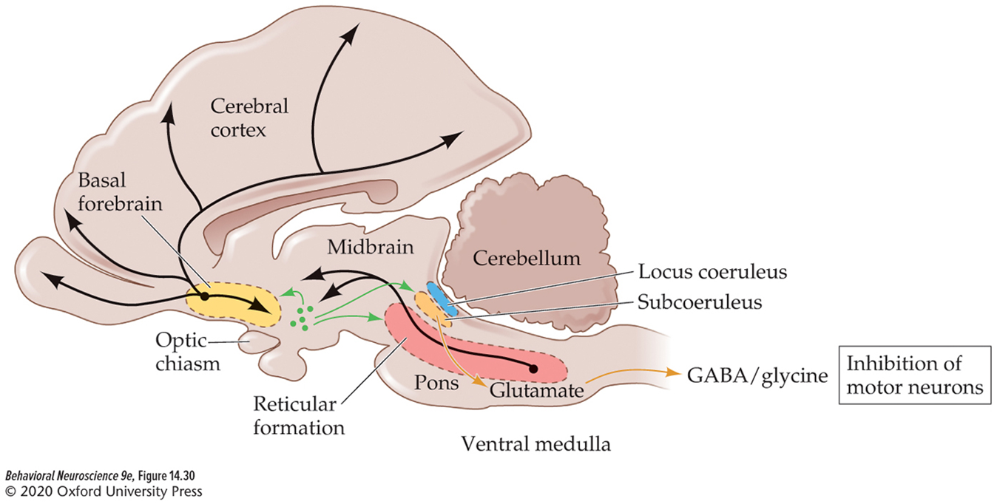 Cerebral
cortex
Basal
forebrain
Midbrain
Cerebellum
Locus coeruleus
Subcoeruleus
Optic
chiasm
Reticular
formation
Pons
Glutamate
GABA/glycine
Inhibition of
motor neurons
Ventral medulla
Behavioral Neuroscience 9e, Figure 14.30
© 2020 Oxford University Press